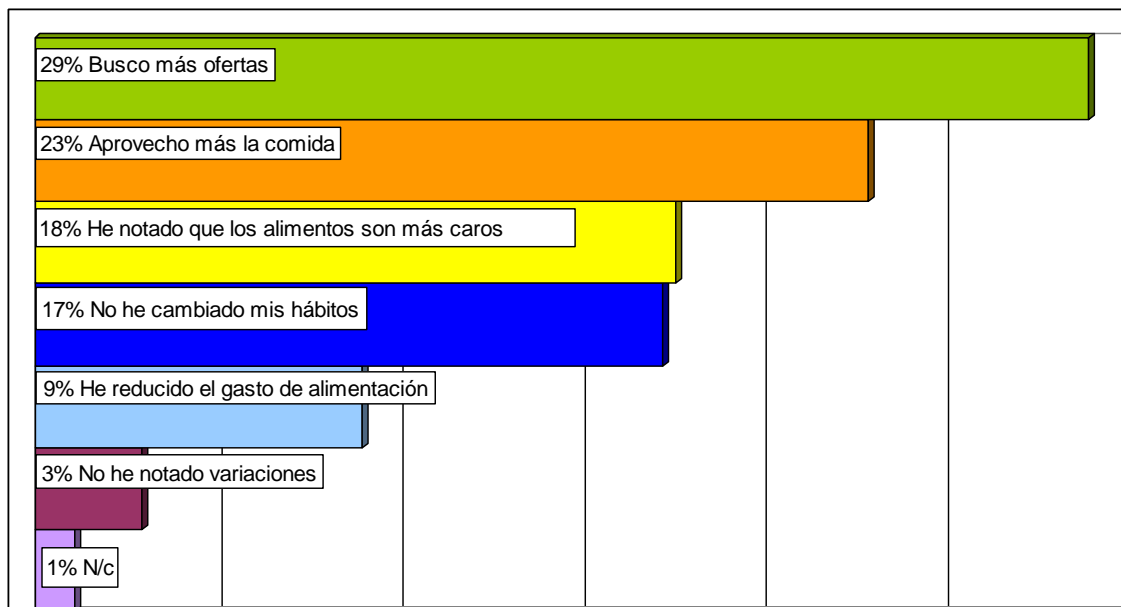 29% Busco más ofertas
23% Aprovecho más la comida
18% He notado que los alimentos son más caros
17% No he cambiado mis hábitos
9% He reducido el gasto de alimentación
3% No he notado variaciones
1% N/c